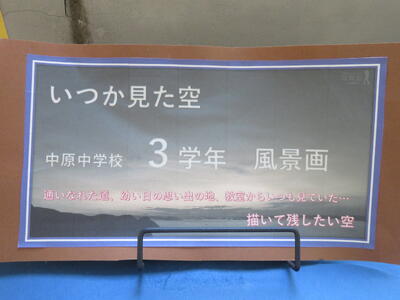 いつか見た空
中原中学校 3学年 風景画
通いなれた道、幼い日の思い出の地、教室からいつも見ていた…
描いて残したい空